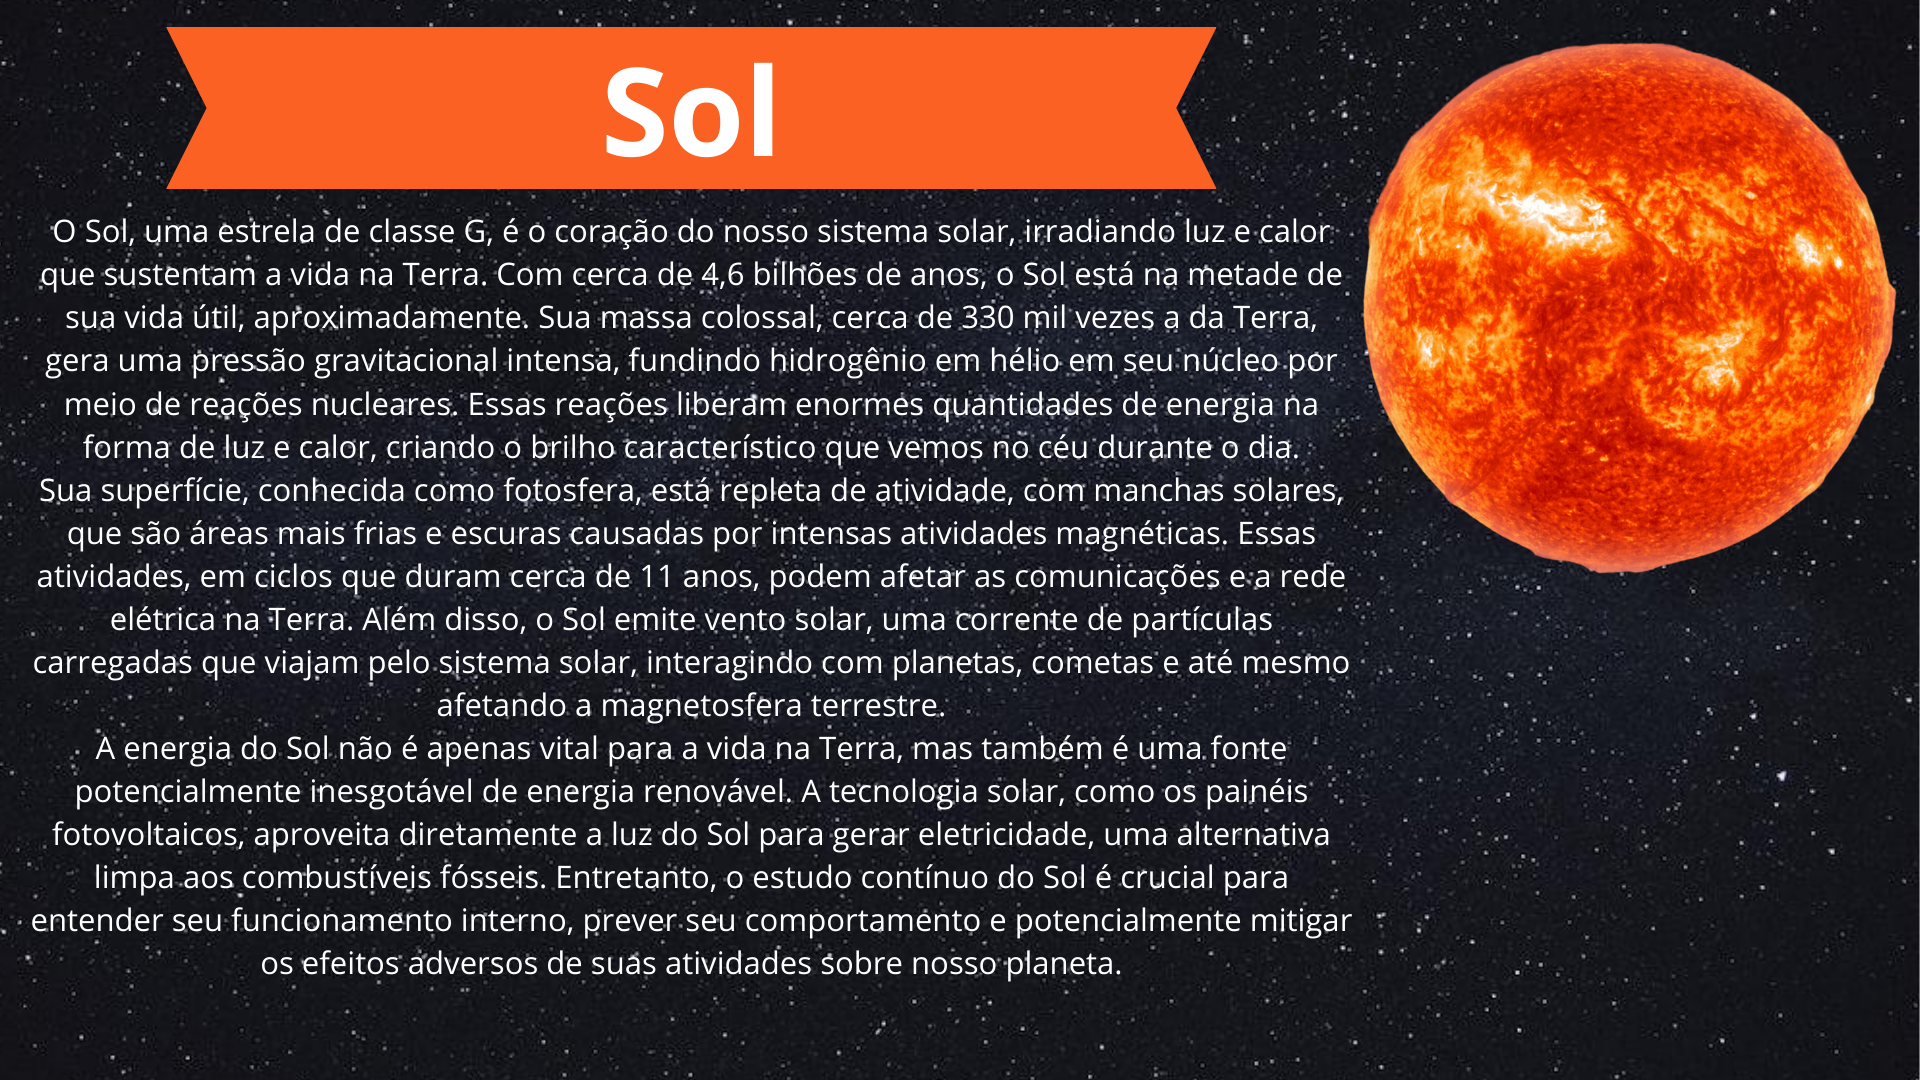 Sol
O Sol, uma estrela de classe G, é o coração do nosso sistema solar, irradiando luz e calor
que sustentam a vida na Terra. Com cerca de 4,6 bilhões de anos, o Sol está na metade de
sua vida útil, aproximadamente. Sua massa colossal, cerca de 330 mil vezes a da Terra,
gera uma pressão gravitacional intensa, fundindo hidrogênio em hélio em seu núcleo por
meio de reações nucleares. Essas reações liberam enormes quantidades de energia na
forma de luz e calor, criando o brilho característico que vemos no céu durante o dia.
Sua superfície, conhecida como fotosfera, está repleta de atividade, com manchas solares,
que são áreas mais frias e escuras causadas por intensas atividades magnéticas. Essas
atividades, em ciclos que duram cerca de 11 anos, podem afetar as comunicações e a rede
elétrica na Terra. Além disso, o Sol emite vento solar, uma corrente de partículas
carregadas que viajam pelo sistema solar, interagindo com planetas, cometas e até mesmo
afetando a magnetosfera terrestre.
A energia do Sol não é apenas vital para a vida na Terra, mas também é uma fonte
potencialmente inesgotável de energia renovável. A tecnologia solar, como os painéis
fotovoltaicos, aproveita diretamente a luz do Sol para gerar eletricidade, uma alternativa
limpa aos combustíveis fósseis. Entretanto, o estudo contínuo do Sol é crucial para
entender seu funcionamento interno, prever seu comportamento e potencialmente mitigar
os efeitos adversos de suas atividades sobre nosso planeta.